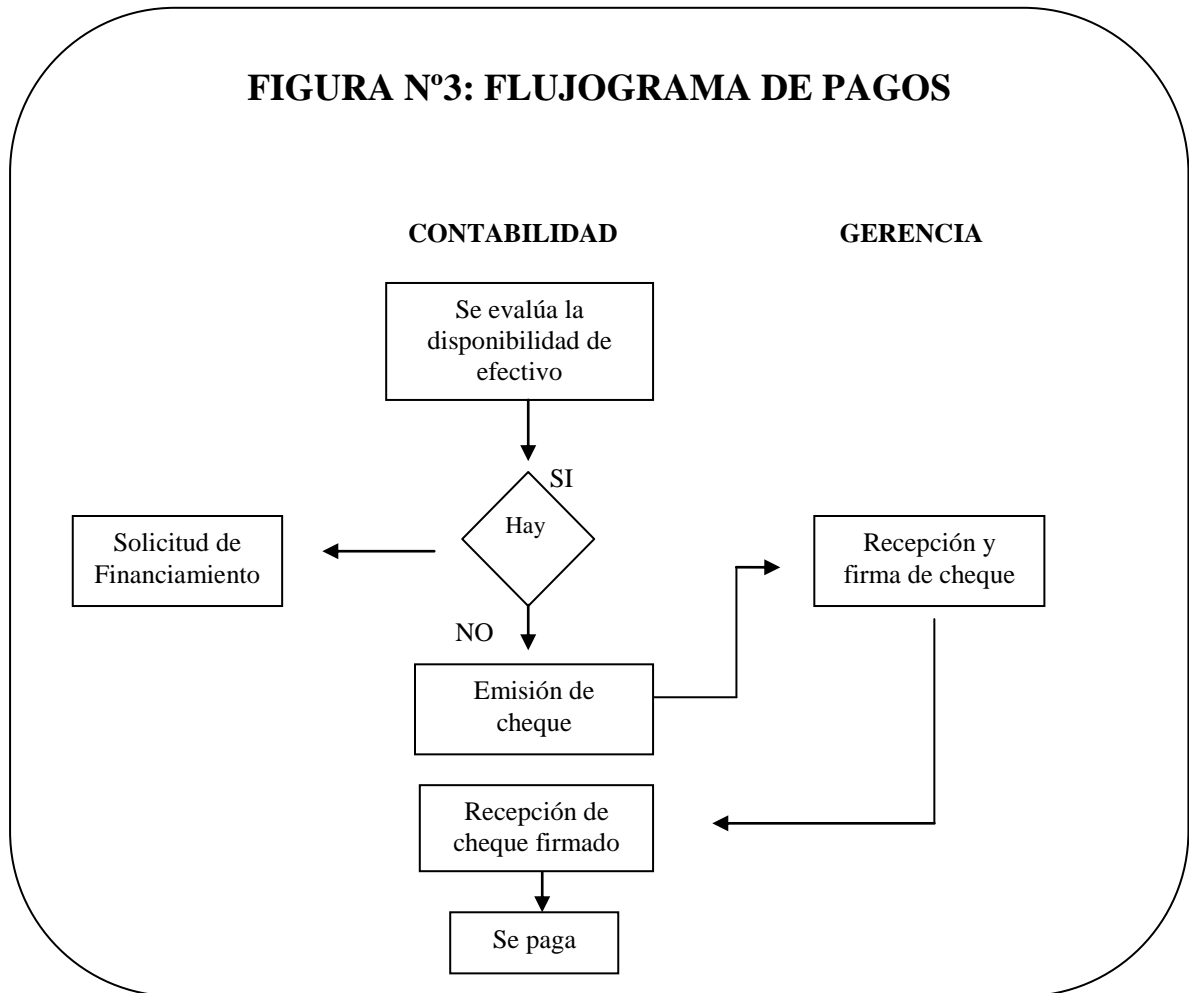 FIGURA Nº3: FLUJOGRAMA DE PAGOS
CONTABILIDAD
GERENCIA
Se evalúa la
disponibilidad de
efectivo
SI
Hay
Solicitud de
Financiamiento
Recepción y
firma de cheque
NO
Emisión de
cheque
Recepción de
cheque firmado
Se paga